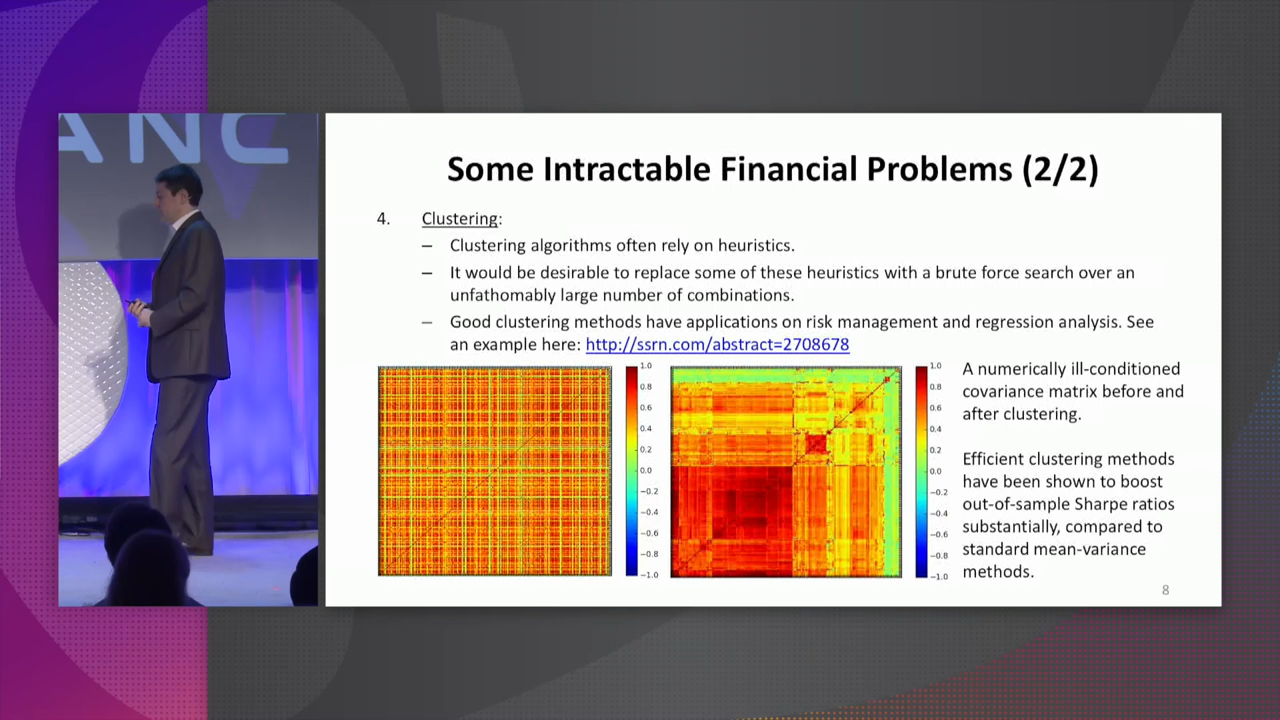 ANC
Some Intractable Financial Problems (2/2)
4. Clustering:
– Clustering algorithms often rely on heuristics.
– It would be desirable to replace some of these heuristics with a brute force search over an
unfathomably large number of combinations.
– Good clustering methods have applications on risk management and regression analysis. See
an example here: http://ssrn.com/abstract=2708678
1.0
0.8
0.6
0.4
0.2
0.0
−0.2
−0.4
−0.6
−0.8
−1.0
1.0
0.8
0.6
0.4
0.2
0.0
−0.2
−0.4
−0.6
−0.8
−1.0
A numerically ill-conditioned
covariance matrix before and
after clustering.
Efficient clustering methods
have been shown to boost
out-of-sample Sharpe ratios
substantially, compared to
standard mean-variance
methods.
8